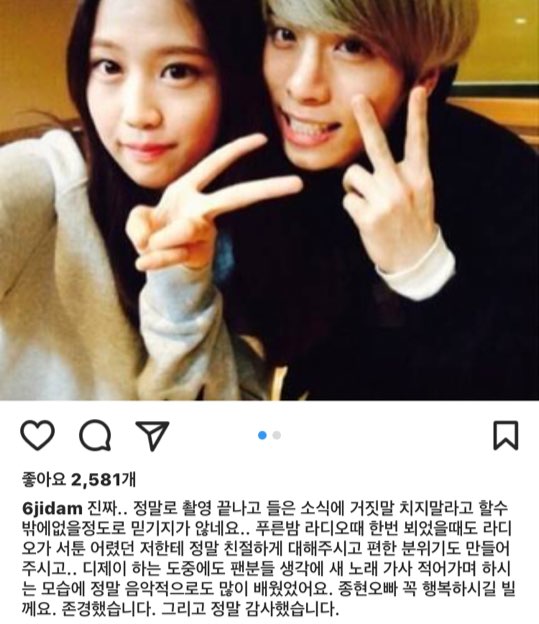 좋아요 2,581개
6jidam 진짜.. 정말로 촬영 끝나고 들은 소식에 거짓말 치지말라고 할수
밖에없을정도로 믿기지가 않네요.. 푸른밤 라디오때 한번 뵈었을때도 라디
오가 서툰 어렸던 저한테 정말 친절하게 대해주시고 편한 분위기도 만들어
주시고.. 디제이 하는 도중에도 팬분들 생각에 새 노래 가사 적어가며 하시
는 모습에 정말 음악적으로도 많이 배웠었어요. 종현오빠 꼭 행복하시길 빌
께요. 존경했습니다. 그리고 정말 감사했습니다.